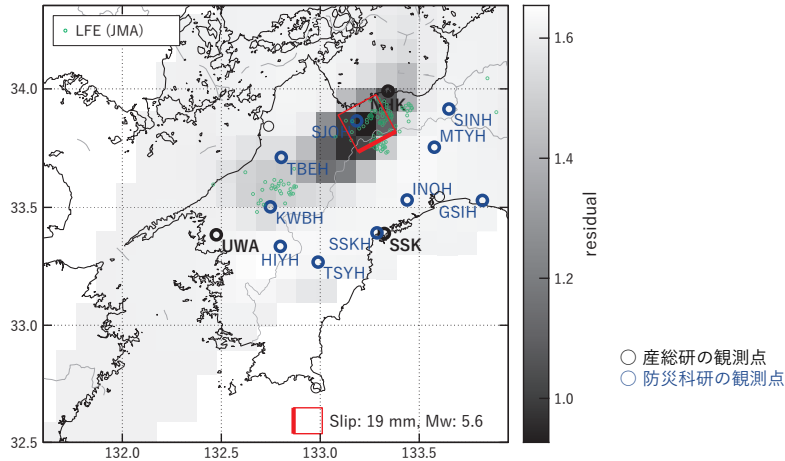 LFE (JMA)
34.0
33.5
33.0
32.5
132.0
132.5
133.0
133.5
NHK
SINH
MTYH
TBEH
INOH
GSIH
KWBH
UWA
SSKH
SSK
HIYH
TSYH
Slip: 19 mm, Mw: 5.6
1.6
1.4
1.2
1.0
residual
産総研の観測点
防災科研の観測点